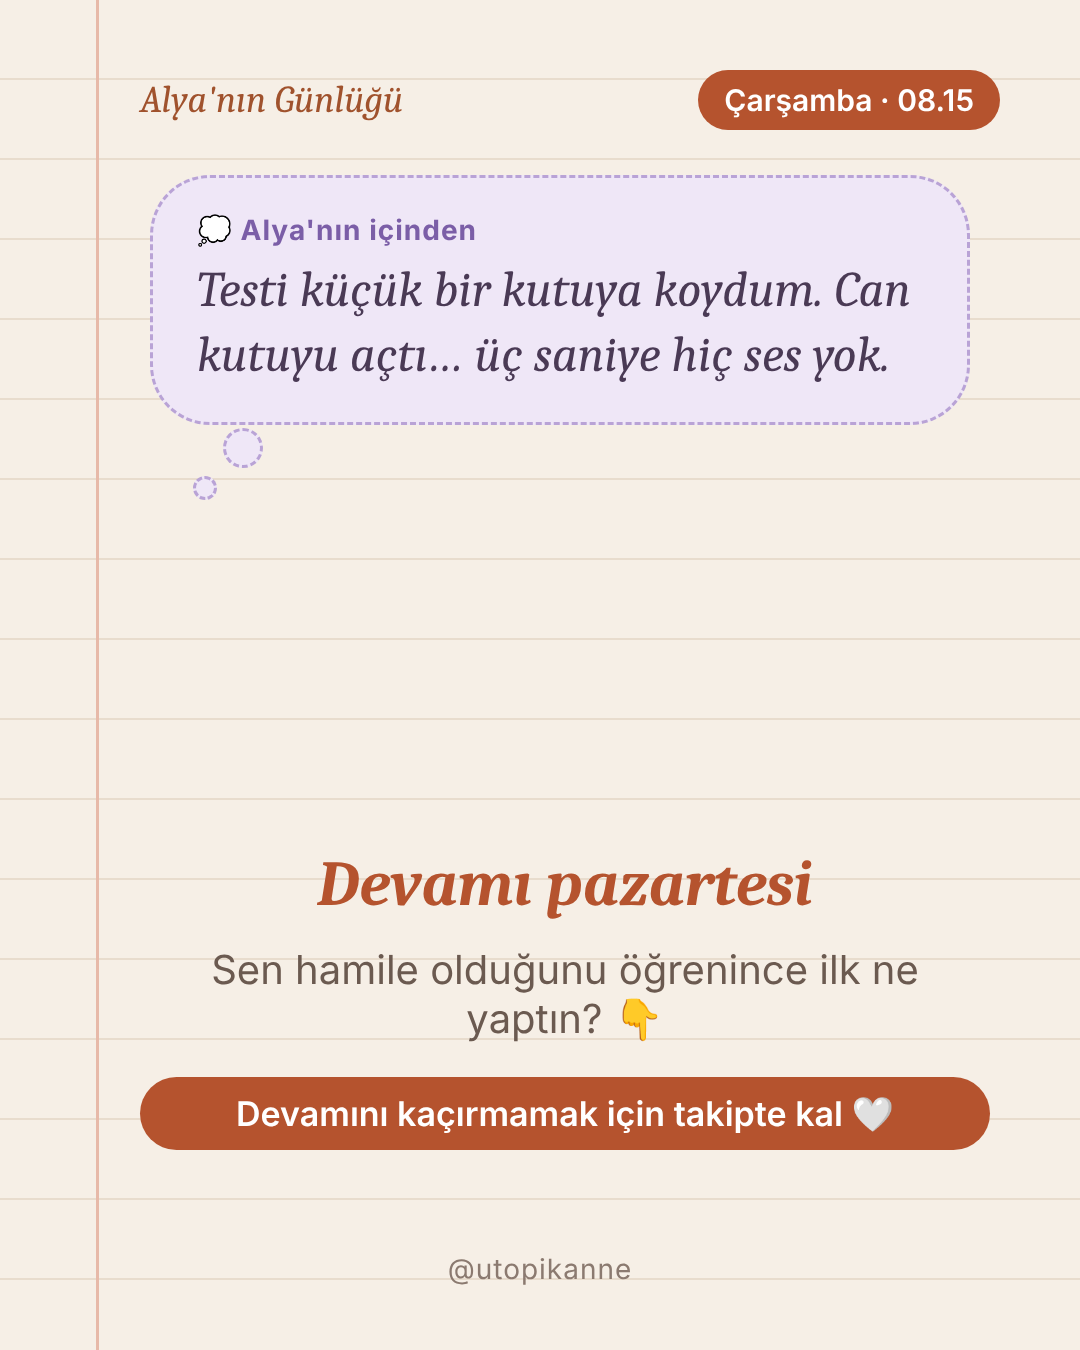 Alya'nın Günlüğü
Çarşamba · 08.15
💭 Alya'nın içinden
Testi küçük bir kutuya koydum. Can
kutuyu açtı... üç saniye hiç ses yok.
Devamı pazartesi
Sen hamile olduğunu öğrenince ilk ne
yaptın? 👇
Devamını kaçırmamak için takipte kal 🤍
@utopikanne